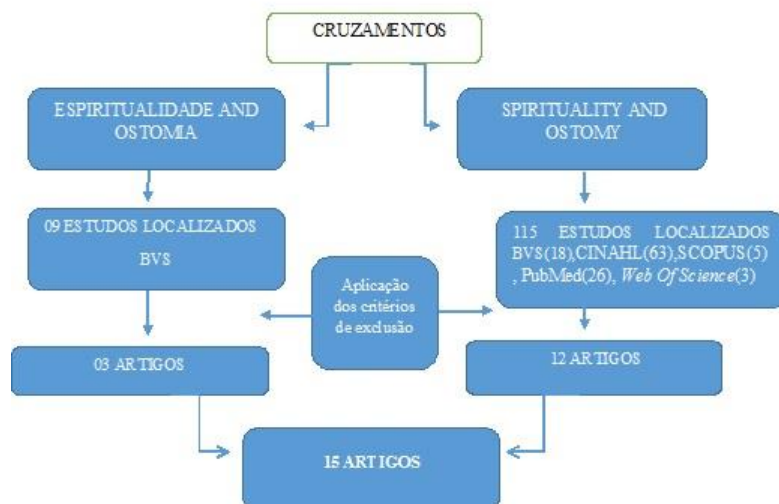 CRUZAMENTOS
ESPIRITUALIDADE AND
OSTOMIA
SPIRITUALITY AND
OSTOMY
09 ESTUDOS LOCALIZADOS
BVS
115 ESTUDOS LOCALIZADOS
BVS(18),CINAHL(63),SCOPUS(5)
, PubMed(26), Web Of Science(3)
Aplicação
dos critérios
de exclusão
03 ARTIGOS
12 ARTIGOS
15 ARTIGOS